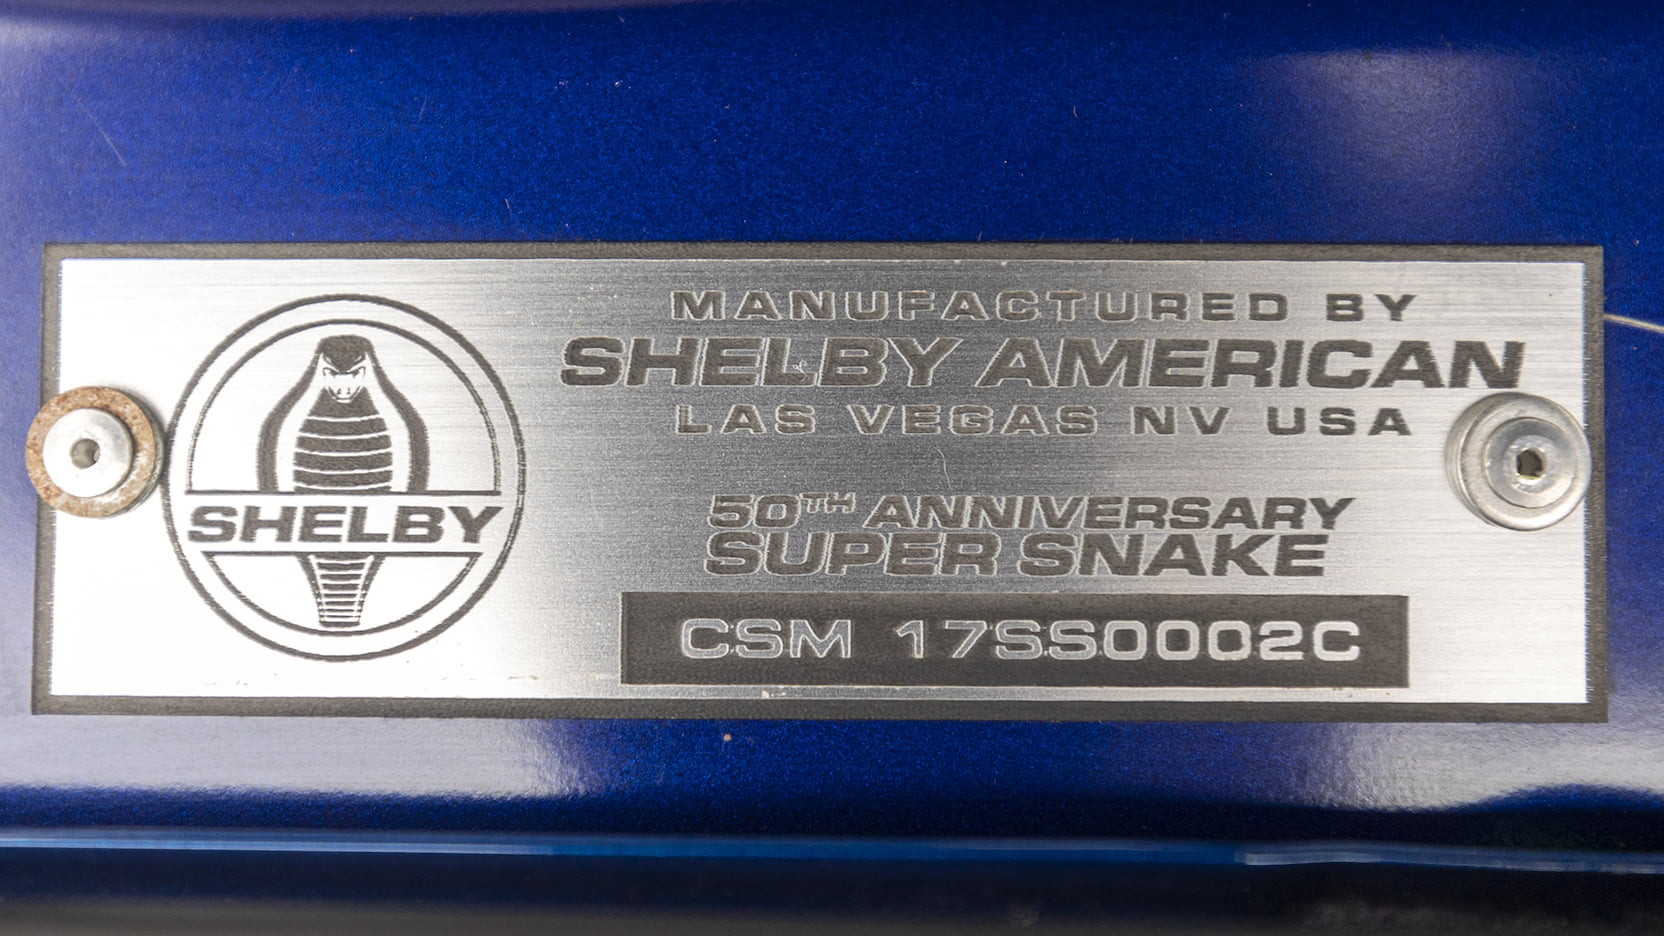 SHELBY
MANUFACTURED BY
SHELBY AMERICAN
LAS VEGAS NV USA
50TH ANNIVERSARY
SUPER SNAKE
CSM 17SS0002C